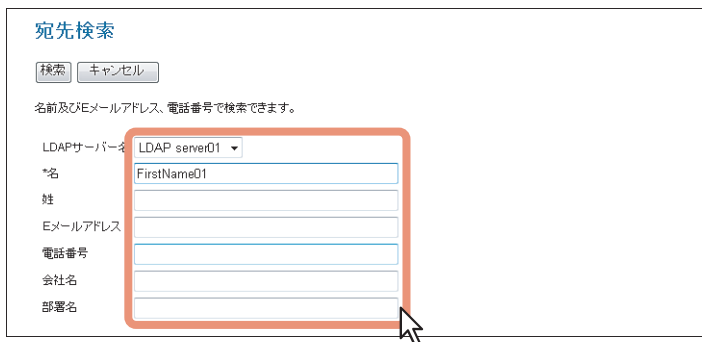 宛先検索
検索 キャンセル
名前及びEメールアドレス、電話番号で検索できます。
LDAPサーバー名 LDAP server01
*名 FirstName01
姓
Eメールアドレス
電話番号
会社名
部署名